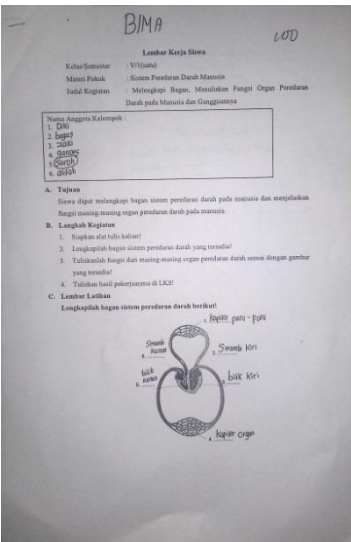 BIMA
100
Lembar Kerja Siswa
Kelas/Semester : V/I(satu)
Materi Pokok : Sistem Peredaran Darah Manusia
Judul Kegiatan : Melengkapi Bagan, Menuliskan Fungsi Organ Peredaran
Darah pada Manusia dan Gangguannya
Nama Anggota Kelompok :
1. Diki
2. bagas
3.
4.
5. Sarah
6.
A. Tujuan
Siswa dapat melengkapi bagan sistem peredaran darah pada manusia dan menjelaskan
fungsi masing-masing organ peredaran darah pada manusia.
B. Langkah Kegiatan
1. Siapkan alat tulis kalian!
2. Lengkapilah bagan sistem peredaran darah yang tersedia!
3. Tuliskanlah fungsi dari masing-masing organ peredaran darah sesuai dengan gambar
yang tersedia!
4. Tuliskan hasil pekerjaanmu di LKS!
C. Lembar Latihan
Lengkapilah bagan sistem peredaran darah berikut!
kapiler paru - paru
Serambi
kanan
Serambi kiri
bilik
kanan
bilik kiri
kapiler organ